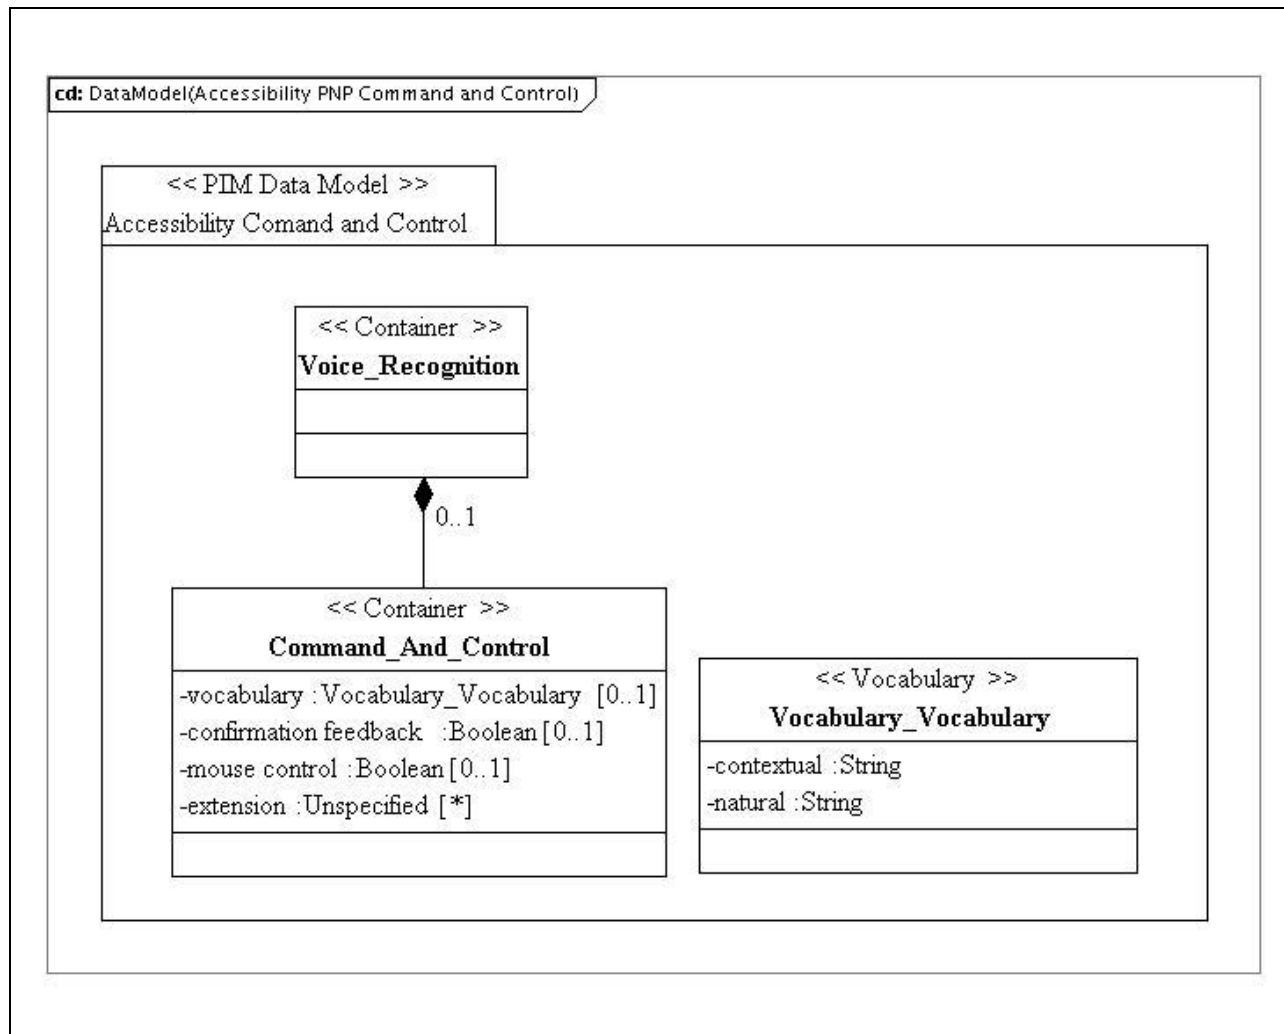 cd: DataModel(Accessibility PNP Command and Control)
<< PIM Data Model >>
Accessibility Comand and Control
<< Container >>
Voice_Recognition
0..1
<< Container >>
Command_And_Control
-vocabulary :Vocabulary_Vocabulary [0..1]
-confirmation feedback :Boolean [0..1]
-mouse control :Boolean [0..1]
-extension :Unspecified [*]
<< Vocabulary >>
Vocabulary_Vocabulary
-contextual :String
-natural :String